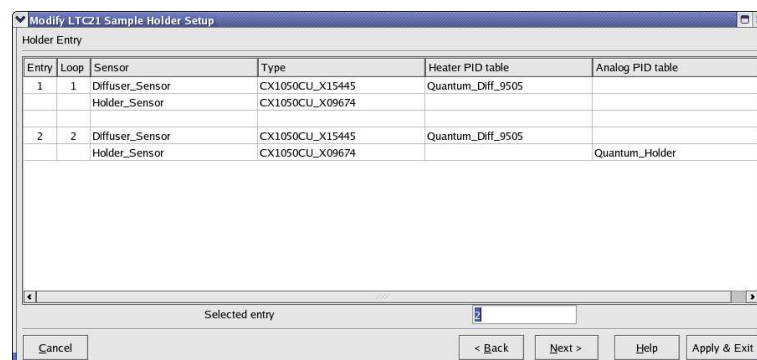 Modify LTC21 Sample Holder Setup
Holder Entry
Entry Loop Sensor Type Heater PID table Analog PID table
1 1 Diffuser_Sensor CX1050CU_X15445 Quantum_Diff_9505
Holder_Sensor CX1050CU_X09674
2 2 Diffuser_Sensor CX1050CU_X15445 Quantum_Diff_9505
Holder_Sensor CX1050CU_X09674 Quantum_Holder
Selected entry 2
Cancel < Back Next > Help Apply & Exit